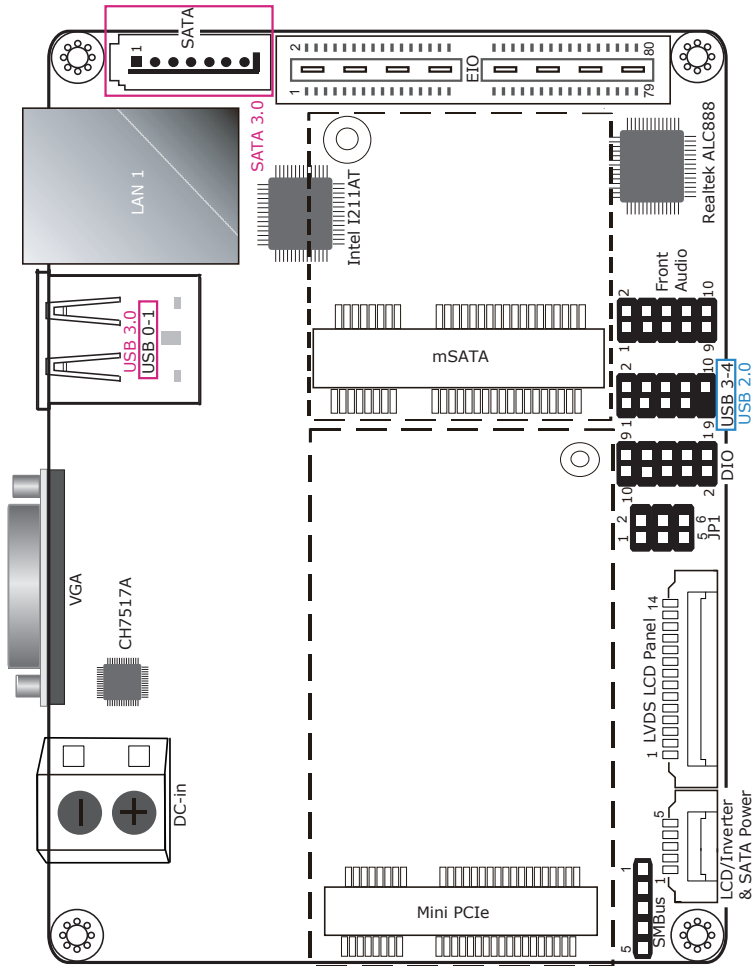 SATA
1
SATA 3.0
2
80
EIO
1
79
LAN 1
Intel I211AT
Realtek ALC888
USB 3.0
USB 0-1
mSATA
2
10
Front
Audio
1
9
2
10
USB 3-4
USB 2.0
1
9
9
1
DIO
10
2
1
2
5
6
JP1
VGA
CH7517A
1
LVDS LCD Panel
14
DC-in
1
5
LCD/Inverter
& SATA Power
Mini PCIe
1
5
SMBus